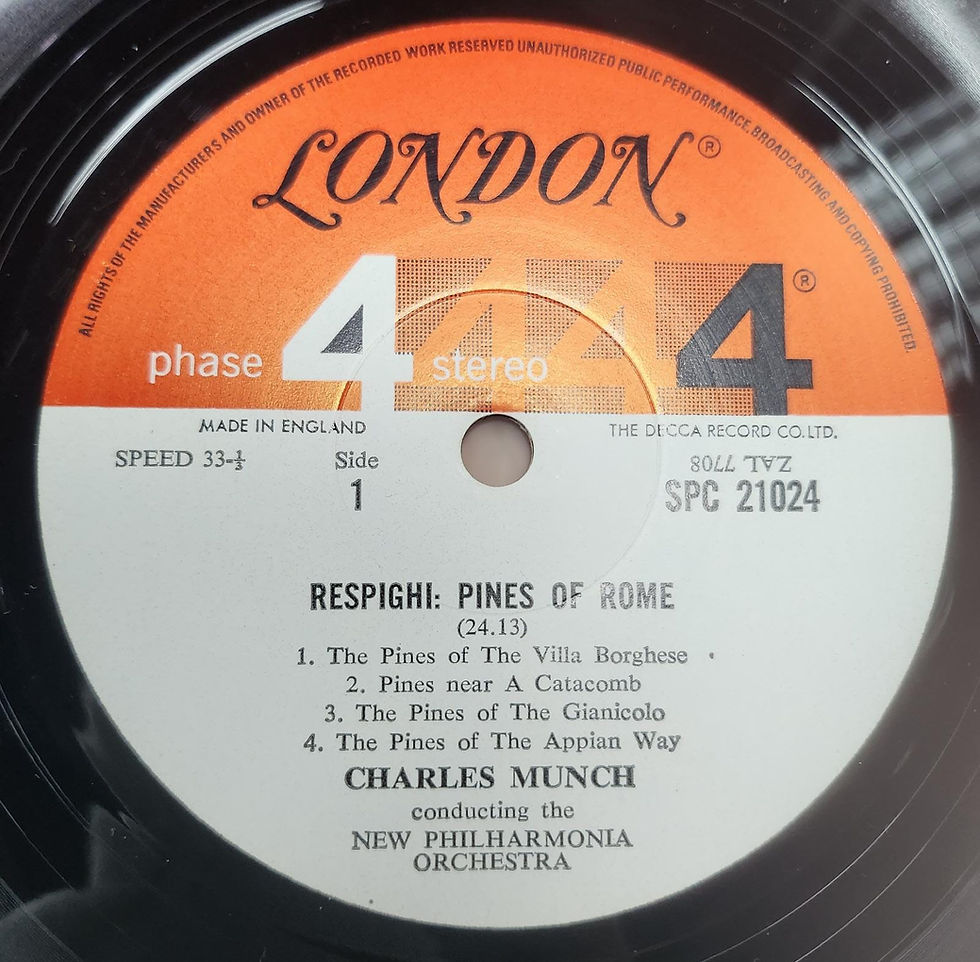 ALL RIGHTS OF THE MANUFACTURERS AND OWNER OF THE RECORDED WORK RESERVED UNAUTHORIZED PUBLIC PERFORMANCE, BROADCASTING AND COPYING PROHIBITED.
LONDON®
phase 4 stereo 4 4 4®
MADE IN ENGLAND THE DECCA RECORD CO. LTD.
SPEED 33-⅓ Side ZAL 7708
1 SPC 21024
RESPIGHI: PINES OF ROME
(24.13)
1. The Pines of The Villa Borghese
2. Pines near A Catacomb
3. The Pines of The Gianicolo
4. The Pines of The Appian Way
CHARLES MUNCH
conducting the
NEW PHILHARMONIA
ORCHESTRA